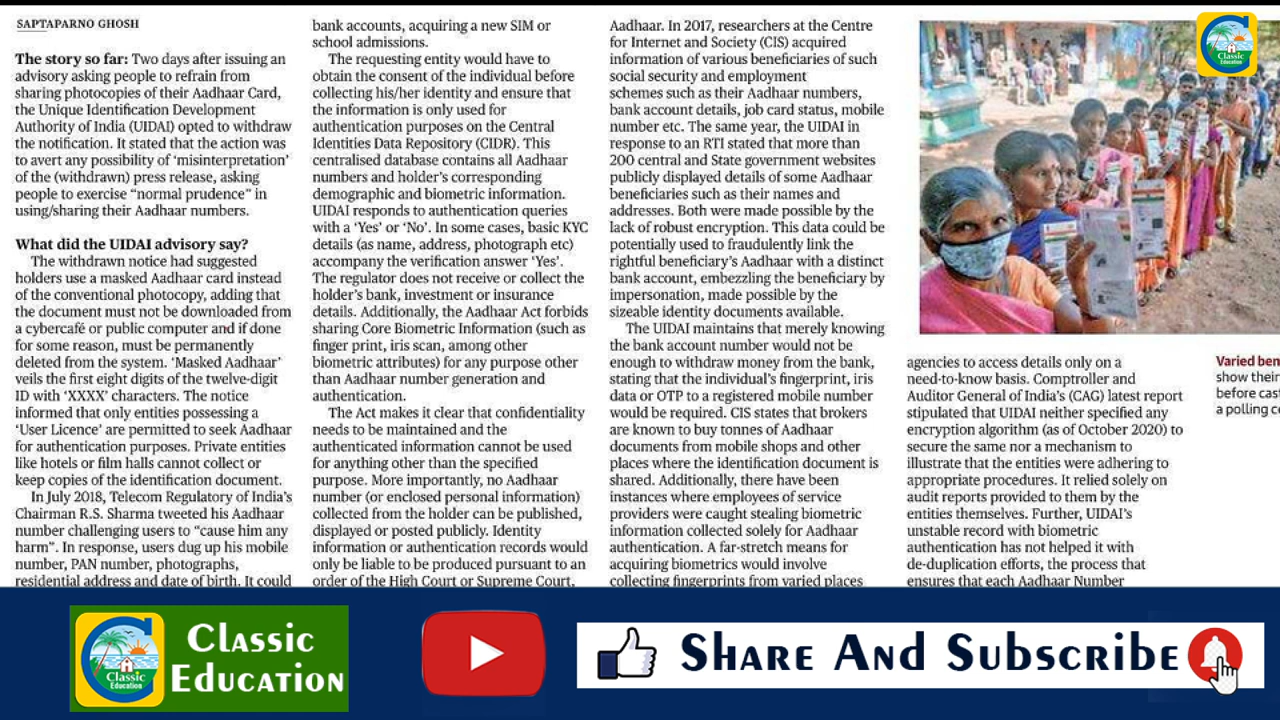 SAPTAPARNO GHOSH
The story so far: Two days after issuing an
advisory asking people to refrain from
sharing photocopies of their Aadhaar Card,
the Unique Identification Development
Authority of India (UIDAI) opted to withdraw
the notification. It stated that the action was
to avert any possibility of ‘misinterpretation’
of the (withdrawn) press release, asking
people to exercise “normal prudence” in
using/sharing their Aadhaar numbers.
What did the UIDAI advisory say?
The withdrawn notice had suggested
holders use a masked Aadhaar card instead
of the conventional photocopy, adding that
the document must not be downloaded from
a cybercafé or public computer and if done
for some reason, must be permanently
deleted from the system. ‘Masked Aadhaar’
veils the first eight digits of the twelve-digit
ID with ‘XXXX’ characters. The notice
informed that only entities possessing a
‘User Licence’ are permitted to seek Aadhaar
for authentication purposes. Private entities
like hotels or film halls cannot collect or
keep copies of the identification document.
In July 2018, Telecom Regulatory of India’s
Chairman R.S. Sharma tweeted his Aadhaar
number challenging users to “cause him any
harm”. In response, users dug up his mobile
number, PAN number, photographs,
residential address and date of birth. It could
bank accounts, acquiring a new SIM or
school admissions.
The requesting entity would have to
obtain the consent of the individual before
collecting his/her identity and ensure that
the information is only used for
authentication purposes on the Central
Identities Data Repository (CIDR). This
centralised database contains all Aadhaar
numbers and holder’s corresponding
demographic and biometric information.
UIDAI responds to authentication queries
with a ‘Yes’ or ‘No’. In some cases, basic KYC
details (as name, address, photograph etc)
accompany the verification answer ‘Yes’.
The regulator does not receive or collect the
holder’s bank, investment or insurance
details. Additionally, the Aadhaar Act forbids
sharing Core Biometric Information (such as
finger print, iris scan, among other
biometric attributes) for any purpose other
than Aadhaar number generation and
authentication.
The Act makes it clear that confidentiality
needs to be maintained and the
authenticated information cannot be used
for anything other than the specified
purpose. More importantly, no Aadhaar
number (or enclosed personal information)
collected from the holder can be published,
displayed or posted publicly. Identity
information or authentication records would
only be liable to be produced pursuant to an
order of the High Court or Supreme Court,
Aadhaar. In 2017, researchers at the Centre
for Internet and Society (CIS) acquired
information of various beneficiaries of such
social security and employment
schemes such as their Aadhaar numbers,
bank account details, job card status, mobile
number etc. The same year, the UIDAI in
response to an RTI stated that more than
200 central and State government websites
publicly displayed details of some Aadhaar
beneficiaries such as their names and
addresses. Both were made possible by the
lack of robust encryption. This data could be
potentially used to fraudulently link the
rightful beneficiary’s Aadhaar with a distinct
bank account, embezzling the beneficiary by
impersonation, made possible by the
sizeable identity documents available.
The UIDAI maintains that merely knowing
the bank account number would not be
enough to withdraw money from the bank,
stating that the individual’s fingerprint, iris
data or OTP to a registered mobile number
would be required. CIS states that brokers
are known to buy tonnes of Aadhaar
documents from mobile shops and other
places where the identification document is
shared. Additionally, there have been
instances where employees of service
providers were caught stealing biometric
information collected solely for Aadhaar
authentication. A far-stretch means for
acquiring biometrics would involve
collecting fingerprints from varied places
Classic
Education
agencies to access details only on a
need-to-know basis. Comptroller and
Auditor General of India’s (CAG) latest report
stipulated that UIDAI neither specified any
encryption algorithm (as of October 2020) to
secure the same nor a mechanism to
illustrate that the entities were adhering to
appropriate procedures. It relied solely on
audit reports provided to them by the
entities themselves. Further, UIDAI’s
unstable record with biometric
authentication has not helped it with
de-duplication efforts, the process that
ensures that each Aadhaar Number
Varied ben
show their
before cast
a polling c
Classic
Education
Classic
Education
Share And Subscribe